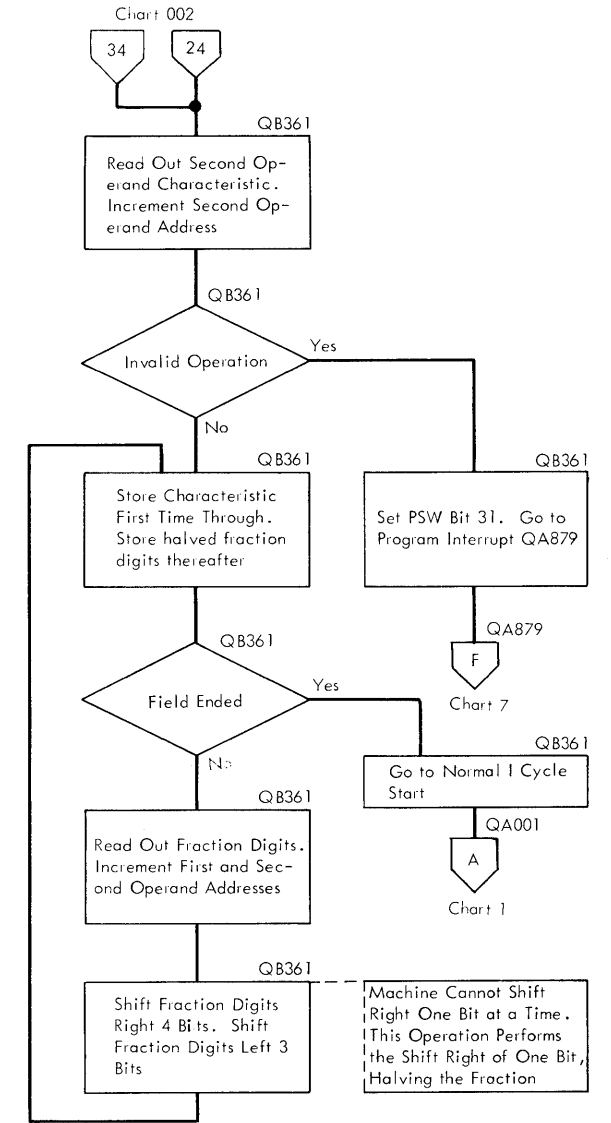 Chart 002
34
24
QB361
Read Out Second Op-
erand Characteristic.
Increment Second Op-
erand Address
QB361
Invalid Operation
Yes
No
QB361
Store Characteristic
First Time Through.
Store halved fraction
digits thereafter
QB361
Set PSW Bit 31. Go to
Program Interrupt QA879
QA879
F
Chart 7
QB361
Field Ended
Yes
No
QB361
Go to Normal I Cycle
Start
QA001
A
Chart 1
QB361
Read Out Fraction Digits.
Increment First and Sec-
ond Operand Addresses
QB361
Shift Fraction Digits
Right 4 Bits. Shift
Fraction Digits Left 3
Bits
Machine Cannot Shift
Right One Bit at a Time.
This Operation Performs
the Shift Right of One Bit,
Halving the Fraction